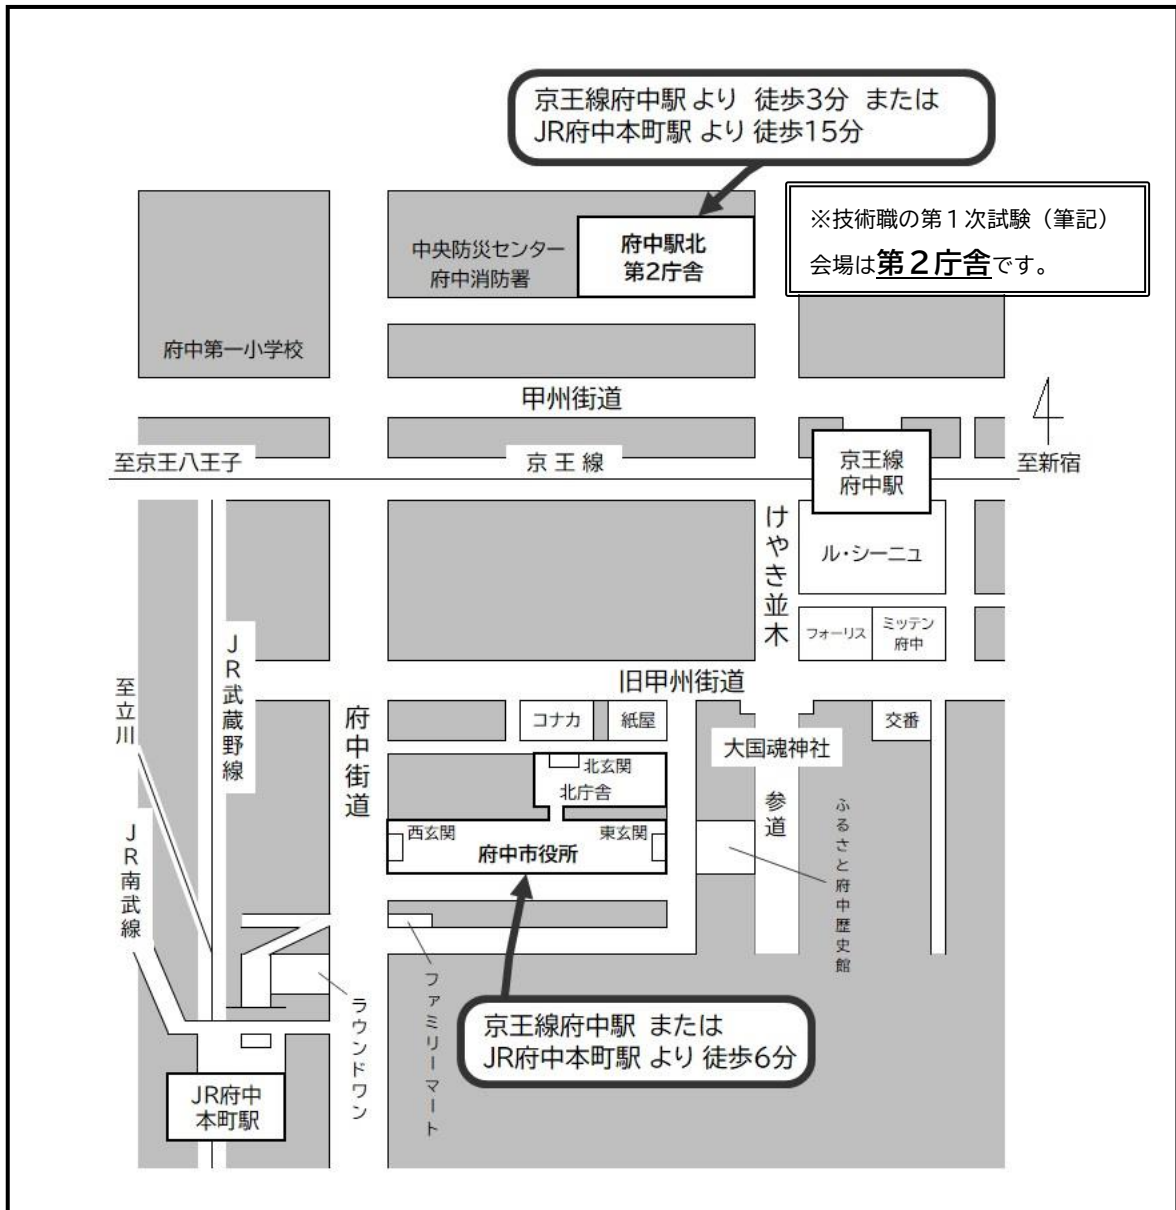 京王線府中駅 より 徒歩3分 または
JR府中本町駅 より 徒歩15分
※技術職の第1次試験（筆記）
会場は第2庁舎です。
中央防災センター
府中消防署
府中駅北
第2庁舎
府中第一小学校
甲州街道
至京王八王子
京王線
京王線
府中駅
至新宿
けやき並木
ル・シーニュ
フォーリス
ミッテン
府中
JR武蔵野線
至立川
旧甲州街道
府中街道
コナカ
紙屋
大国魂神社
交番
北玄関
北庁舎
参道
ふるさと府中歴史館
JR南武線
西玄関
東玄関
府中市役所
ファミリーマート
ラウンドワン
京王線府中駅 または
JR府中本町駅 より 徒歩6分
JR府中
本町駅